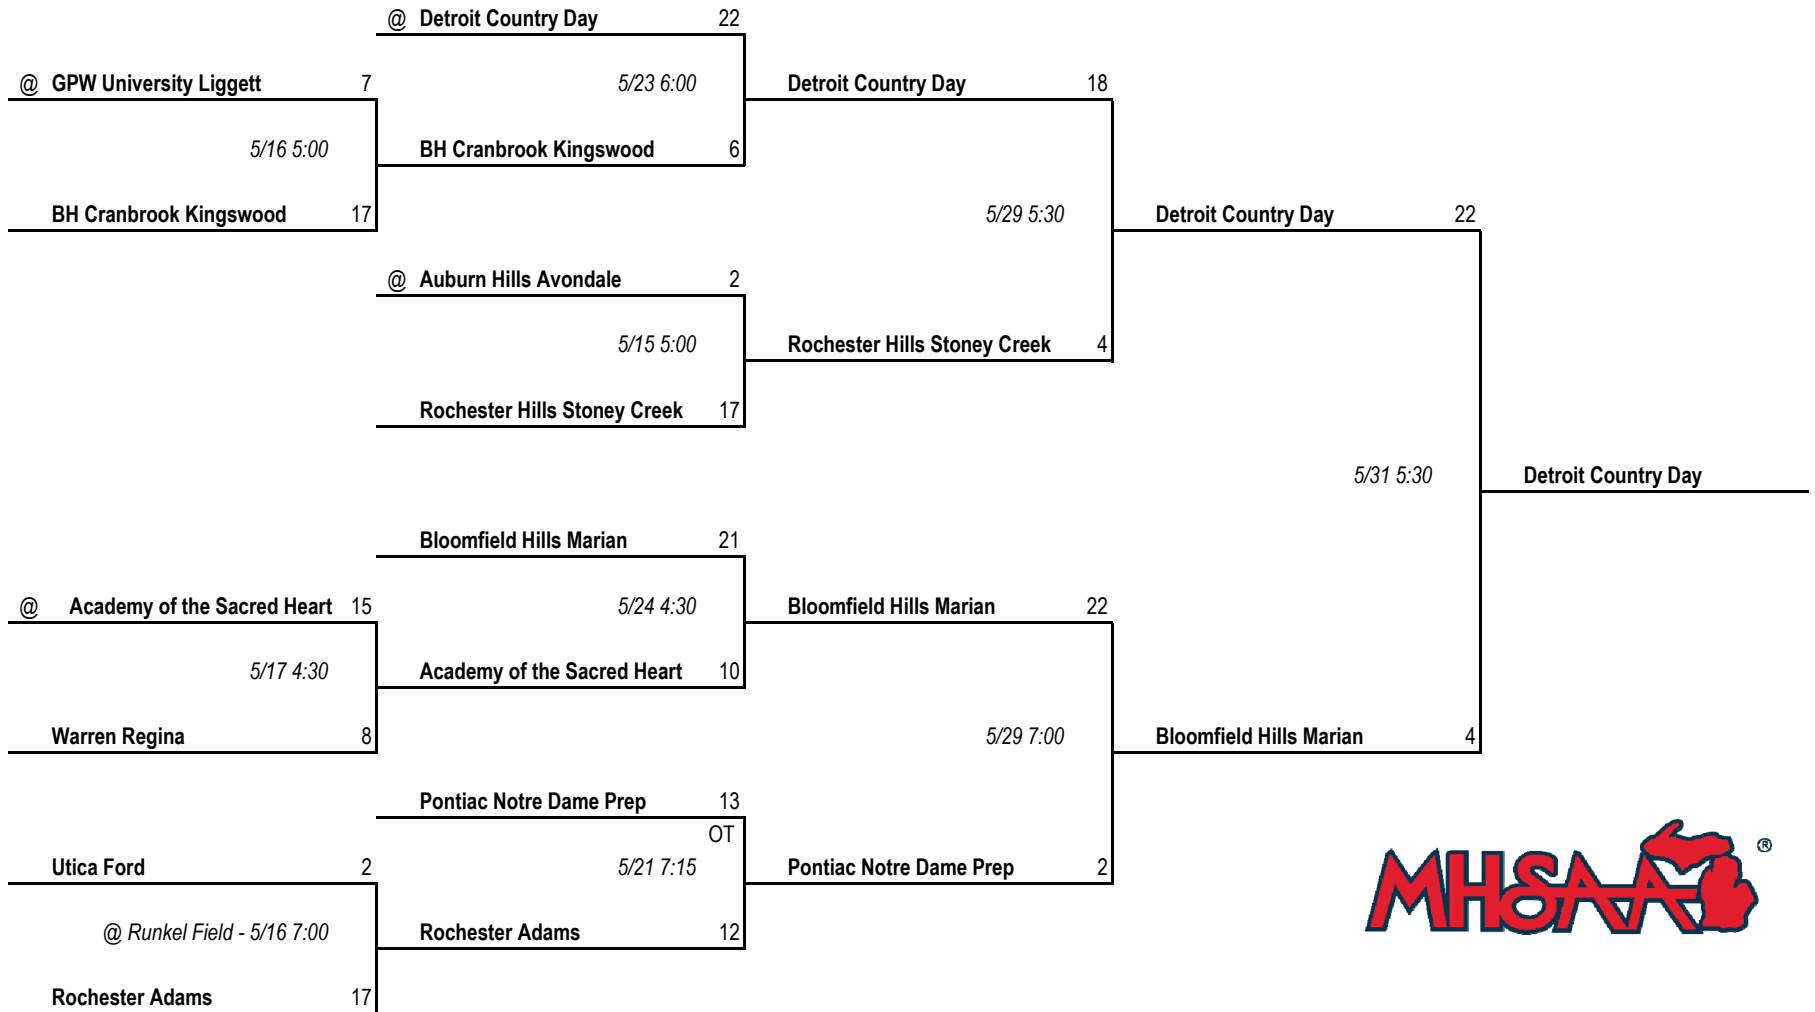 @ Detroit Country Day 22
@ GPW University Liggett 7
5/23 6:00
Detroit Country Day 18
5/16 5:00
BH Cranbrook Kingswood 6
BH Cranbrook Kingswood 17
5/29 5:30
Detroit Country Day 22
@ Auburn Hills Avondale 2
5/15 5:00
Rochester Hills Stoney Creek 4
Rochester Hills Stoney Creek 17
5/31 5:30
Detroit Country Day
Bloomfield Hills Marian 21
@ Academy of the Sacred Heart 15
5/24 4:30
Bloomfield Hills Marian 22
5/17 4:30
Academy of the Sacred Heart 10
Warren Regina 8
5/29 7:00
Bloomfield Hills Marian 4
Pontiac Notre Dame Prep 13
OT
Utica Ford 2
5/21 7:15
Pontiac Notre Dame Prep 2
@ Runkel Field - 5/16 7:00
Rochester Adams 12
Rochester Adams 17
MHSAA ®